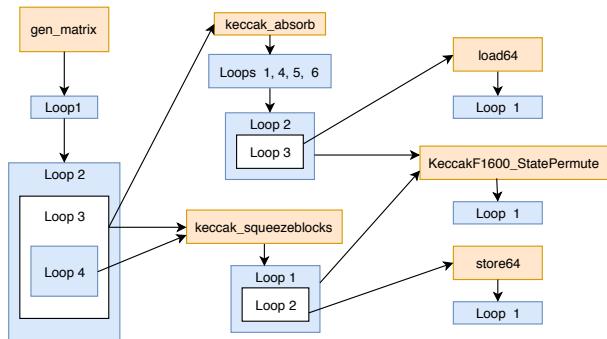 gen_matrix
Loop1
Loop 2
Loop 3
Loop 4
keccak_absorb
Loops 1, 4, 5, 6
Loop 2
Loop 3
keccak_squeezeblocks
Loop 1
Loop 2
load64
Loop 1
KeccakF1600_StatePermute
Loop 1
store64
Loop 1